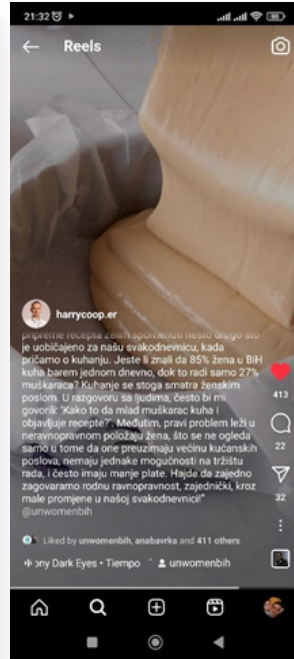 21:32
Reels
harrycoop.er
pripreme recepta želim spomenuti nešto drugo što
je uobičajeno za našu svakodnevnicu, kada
pričamo o kuhanju. Jeste li znali da 85% žena u BiH
kuha barem jednom dnevno, dok to radi samo 27%
muškaraca? Kuhanje se stoga smatra ženskim
poslom. U razgovoru sa ljudima, često bi mi
govorili: 'Kako to da mlad muškarac kuha i
objavljuje recepte?'. Međutim, pravi problem leži u
neravnopravnom položaju žena, što se ne ogleda
samo u tome da one preuzimaju većinu kućanskih
poslova, nemaju jednake mogućnosti na tržištu
rada, i često imaju manje plate. Hajde da zajedno
zagovaramo rodnu ravnopravnost, zajednički, kroz
male promjene u našoj svakodnevnici!"
@unwomenbih
413
22
32
Liked by unwomenbih, anabavrka and 411 others
ony Dark Eyes • Tiempo
unwomenbih